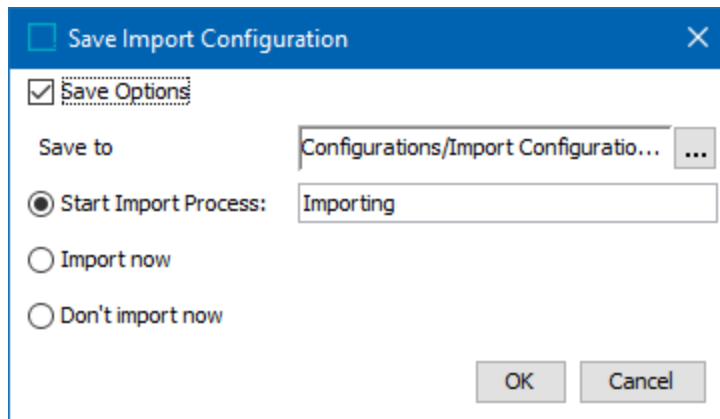 Save Import Configuration
Save Options
Save to Configurations/Import Configuratio... ...
Start Import Process: Importing
Import now
Don't import now
OK Cancel